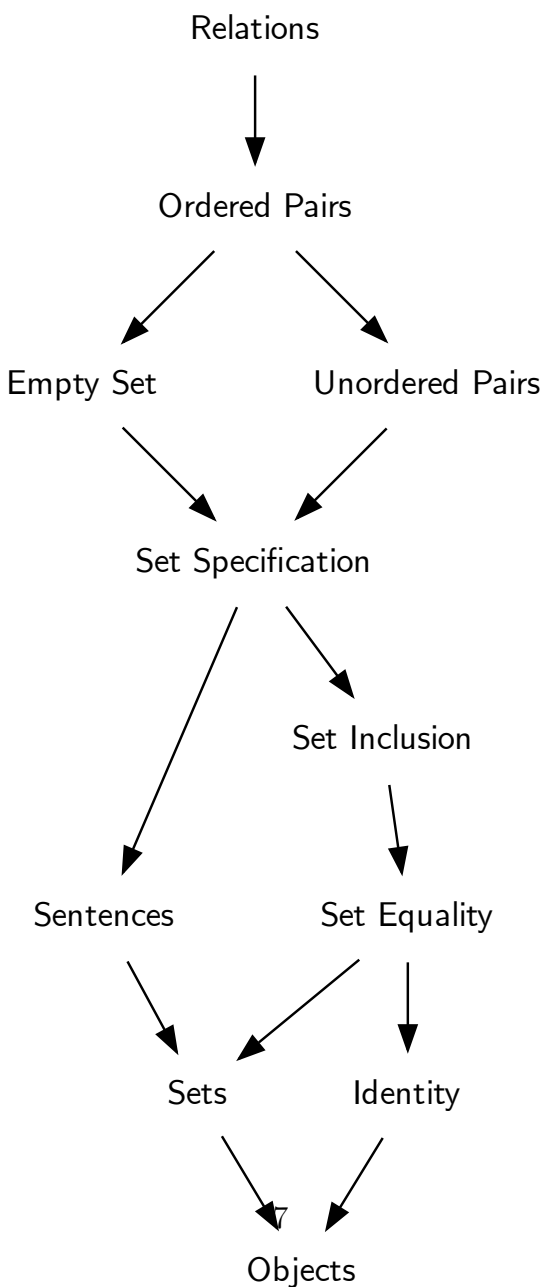 Relations
Ordered Pairs
Empty Set
Unordered Pairs
Set Specification
Set Inclusion
Sentences
Set Equality
Sets
Identity
7
Objects